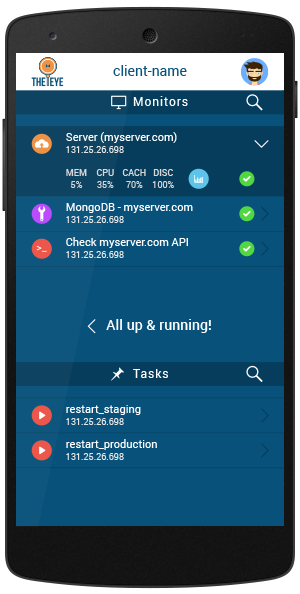 THE EYE
client-name
Monitors
Server (myserver.com)
131.25.26.698
MEM CPU CACH DISC
5% 35% 70% 100%
MongoDB - myserver.com
131.25.26.698
>_
Check myserver.com API
131.25.26.698
All up & running!
Tasks
restart_staging
131.25.26.698
restart_production
131.25.26.698